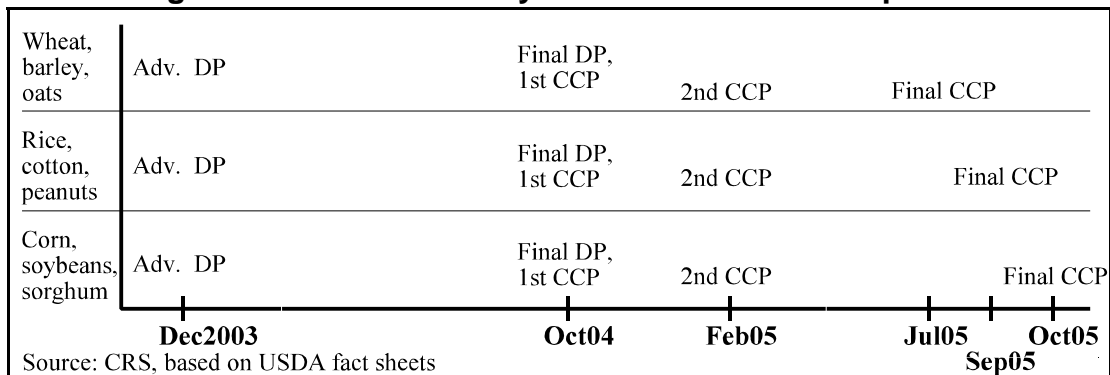 Wheat,
barley,
oats
Adv. DP
Final DP,
1st CCP
2nd CCP
Final CCP
Rice,
cotton,
peanuts
Adv. DP
Final DP,
1st CCP
2nd CCP
Final CCP
Corn,
soybeans,
sorghum
Adv. DP
Final DP,
1st CCP
2nd CCP
Final CCP
Dec2003 Oct04 Feb05 Jul05 Oct05
Sep05
Source: CRS, based on USDA fact sheets